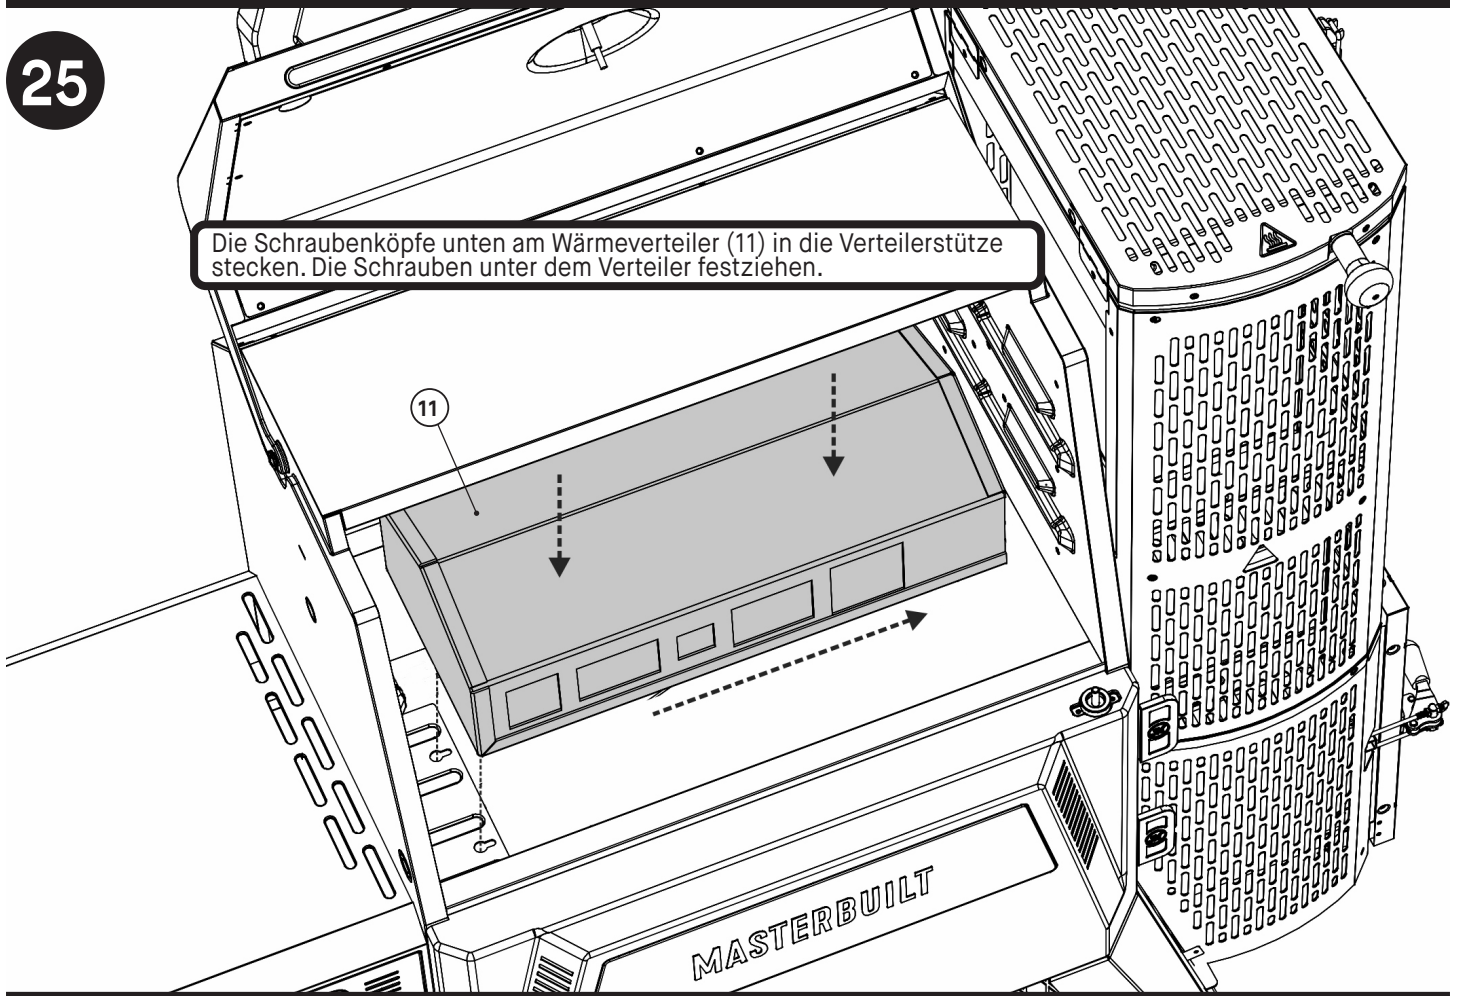 25
Die Schraubenköpfe unten am Wärmeverteiler (11) in die Verteilerstütze
stecken. Die Schrauben unter dem Verteiler festziehen.
11
MASTERBUILT